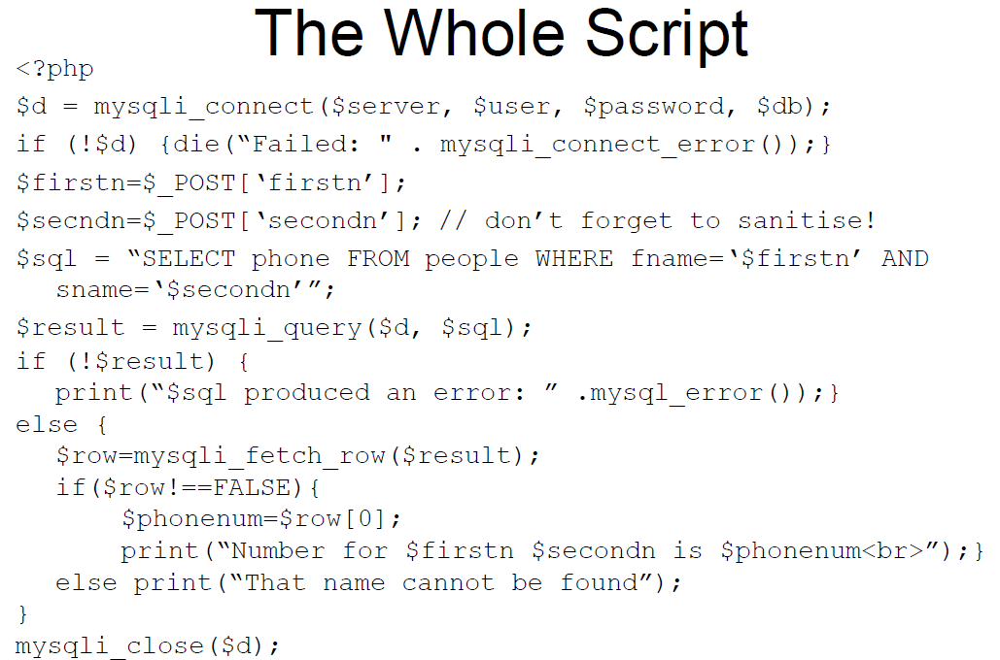 The Whole Script
<?php
$d = mysqli_connect($server, $user, $password, $db);
if (!$d) {die(“Failed: " . mysqli_connect_error());}
$firstn=$_POST[‘firstn’];
$secndn=$_POST[‘secondn’]; // don’t forget to sanitise!
$sql = “SELECT phone FROM people WHERE fname=‘$firstn’ AND
sname=‘$secondn’”;
$result = mysqli_query($d, $sql);
if (!$result) {
print(“$sql produced an error: ” .mysql_error());}
else {
$row=mysqli_fetch_row($result);
if($row!==FALSE){
$phonenum=$row[0];
print(“Number for $firstn $secondn is $phonenum<br>”);}
else print(“That name cannot be found”);
}
mysqli_close($d);